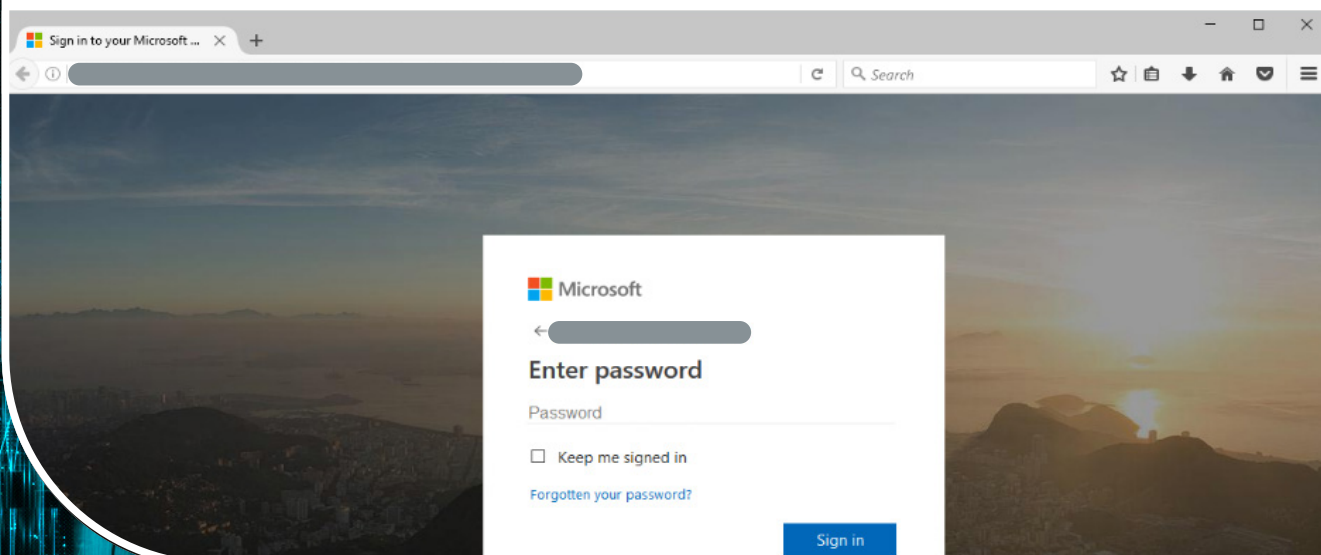 Sign in to your Microsoft ...
Search
Microsoft
Enter password
Password
Keep me signed in
Forgotten your password?
Sign in